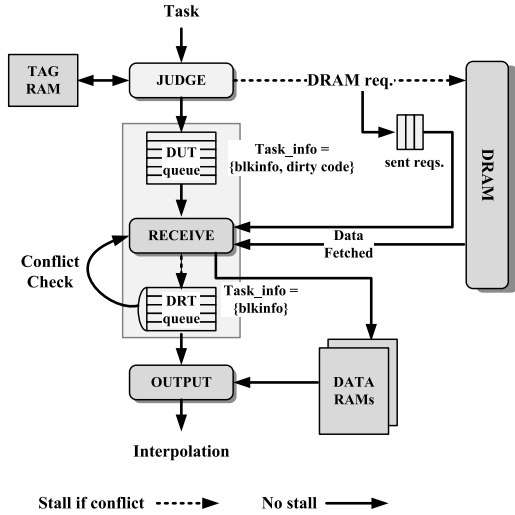 Task
TAG
RAM
JUDGE
DRAM req.
DRAM
DUT
queue
Task_info =
{blkinfo, dirty code}
sent reqs.
RECEIVE
Data
Fetched
Conflict
Check
DRT
queue
Task_info =
{blkinfo}
OUTPUT
DATA
RAMs
Interpolation
Stall if conflict
No stall